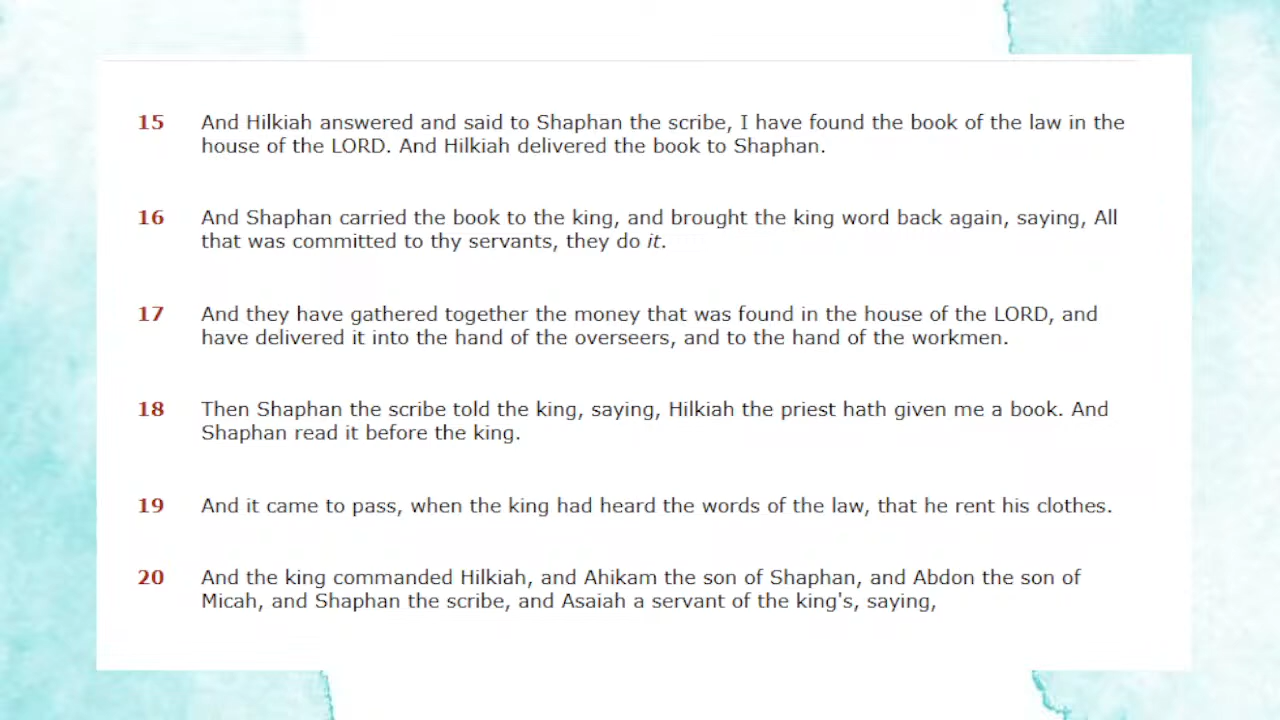 15 And Hilkiah answered and said to Shaphan the scribe, I have found the book of the law in the
house of the LORD. And Hilkiah delivered the book to Shaphan.
16 And Shaphan carried the book to the king, and brought the king word back again, saying, All
that was committed to thy servants, they do it.
17 And they have gathered together the money that was found in the house of the LORD, and
have delivered it into the hand of the overseers, and to the hand of the workmen.
18 Then Shaphan the scribe told the king, saying, Hilkiah the priest hath given me a book. And
Shaphan read it before the king.
19 And it came to pass, when the king had heard the words of the law, that he rent his clothes.
20 And the king commanded Hilkiah, and Ahikam the son of Shaphan, and Abdon the son of
Micah, and Shaphan the scribe, and Asaiah a servant of the king's, saying,